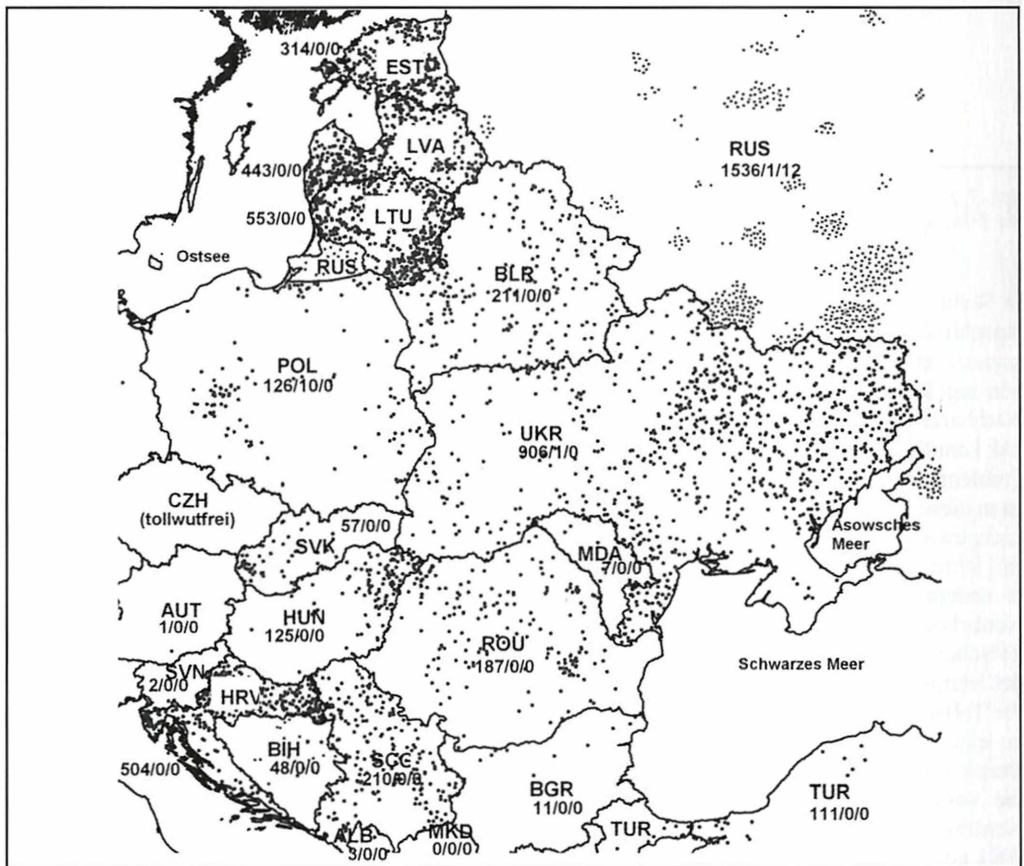 314/0/0
EST
LVA
443/0/0
LTU
553/0/0
Ostsee
RUS
RUS
1536/1/12
BLR
211/0/0
POL
126/10/0
UKR
906/1/0
CZH
(tollwutfrei)
57/0/0
SVK
MDA
7/0/0
Asowsches
Meer
AUT
1/0/0
HUN
125/0/0
ROU
187/0/0
Schwarzes Meer
SVN
2/0/0
HRV
504/0/0
BIH
48/0/0
SCG
210/0/0
BGR
11/0/0
TUR
111/0/0
TUR
ALB
3/0/0
MKD
0/0/0